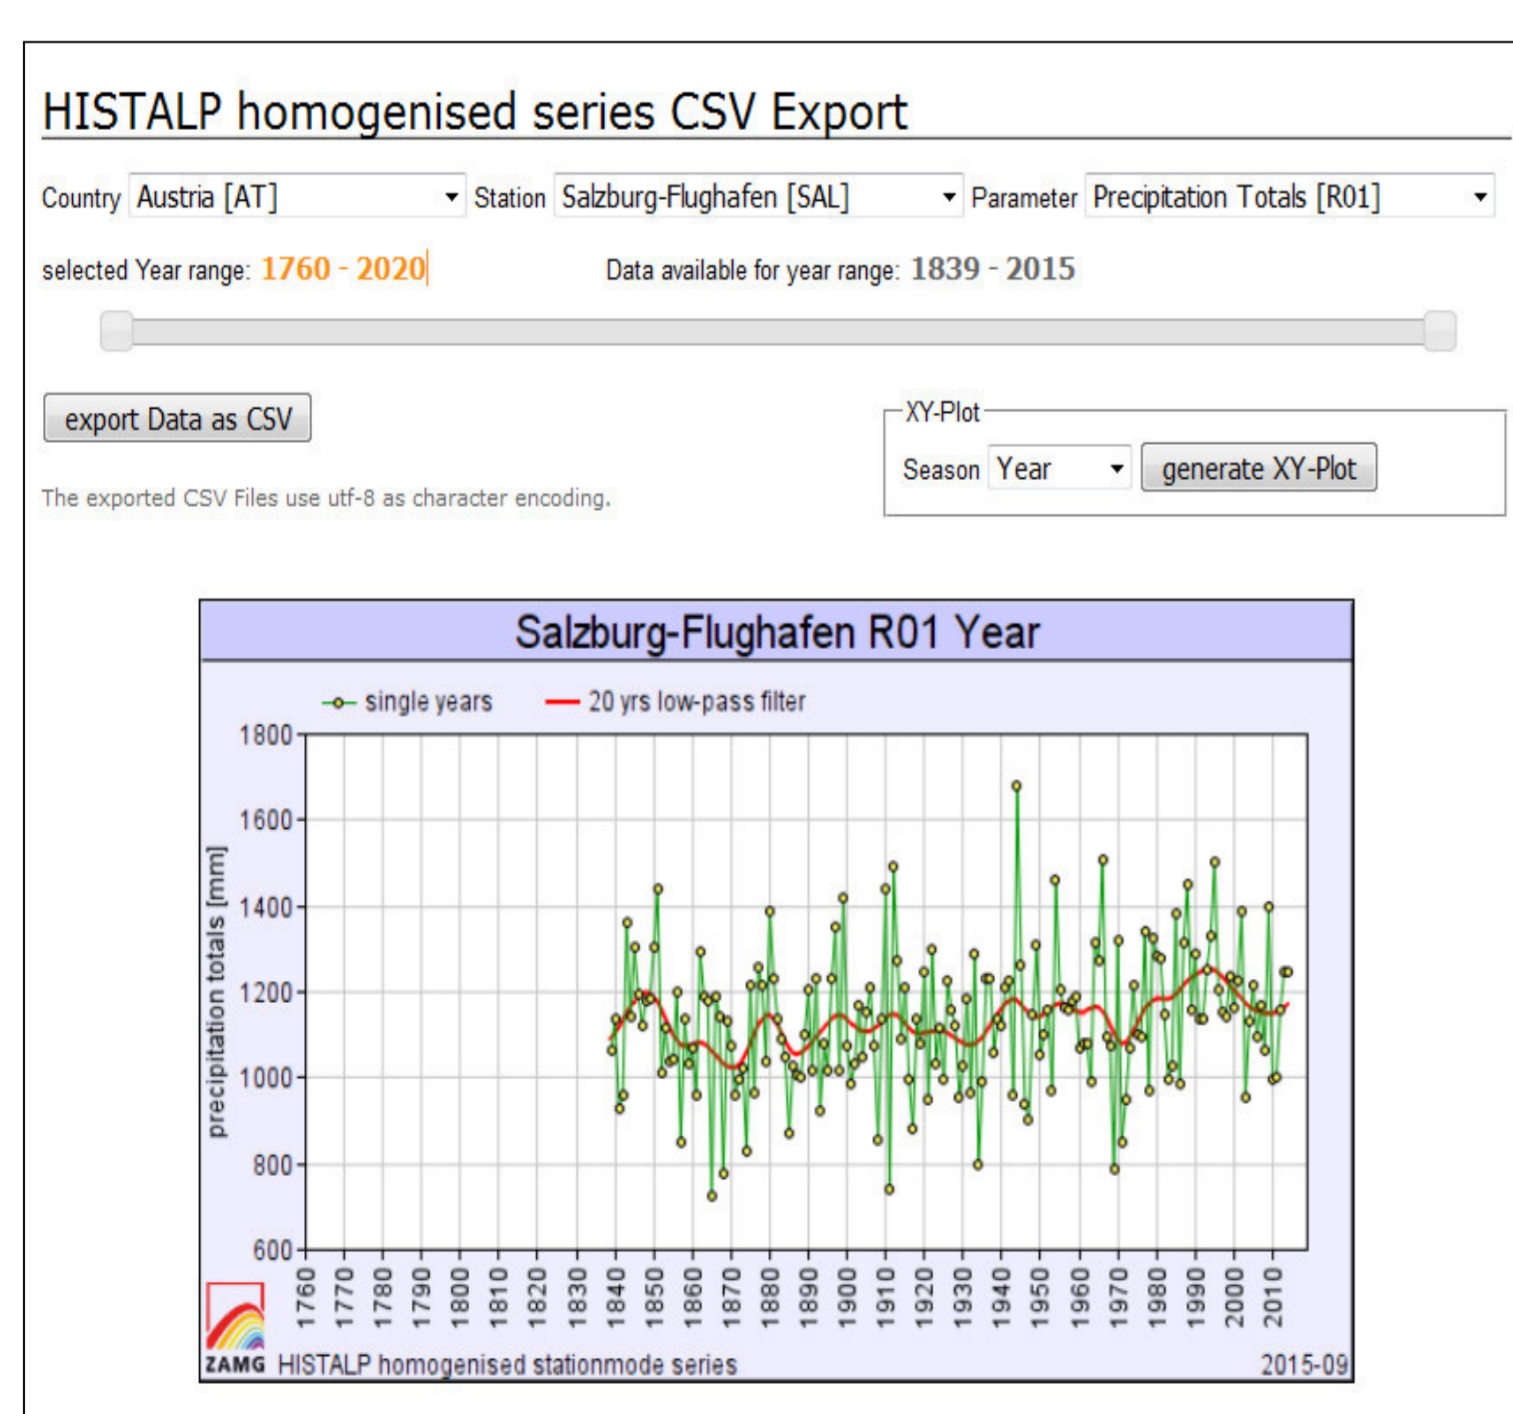 HISTALP homogenised series CSV Export
Country Austria [AT] Station Salzburg-Flughafen [SAL] Parameter Precipitation Totals [R01]
selected Year range: 1760 - 2020 Data available for year range: 1839 - 2015
export Data as CSV
XY-Plot
Season Year generate XY-Plot
The exported CSV Files use utf-8 as character encoding.
Salzburg-Flughafen R01 Year
single years 20 yrs low-pass filter
precipitation totals [mm]
1800
1600
1400
1200
1000
800
600
1760 1770 1780 1790 1800 1810 1820 1830 1840 1850 1860 1870 1880 1890 1900 1910 1920 1930 1940 1950 1960 1970 1980 1990 2000 2010
ZAMG HISTALP homogenised stationmode series 2015-09